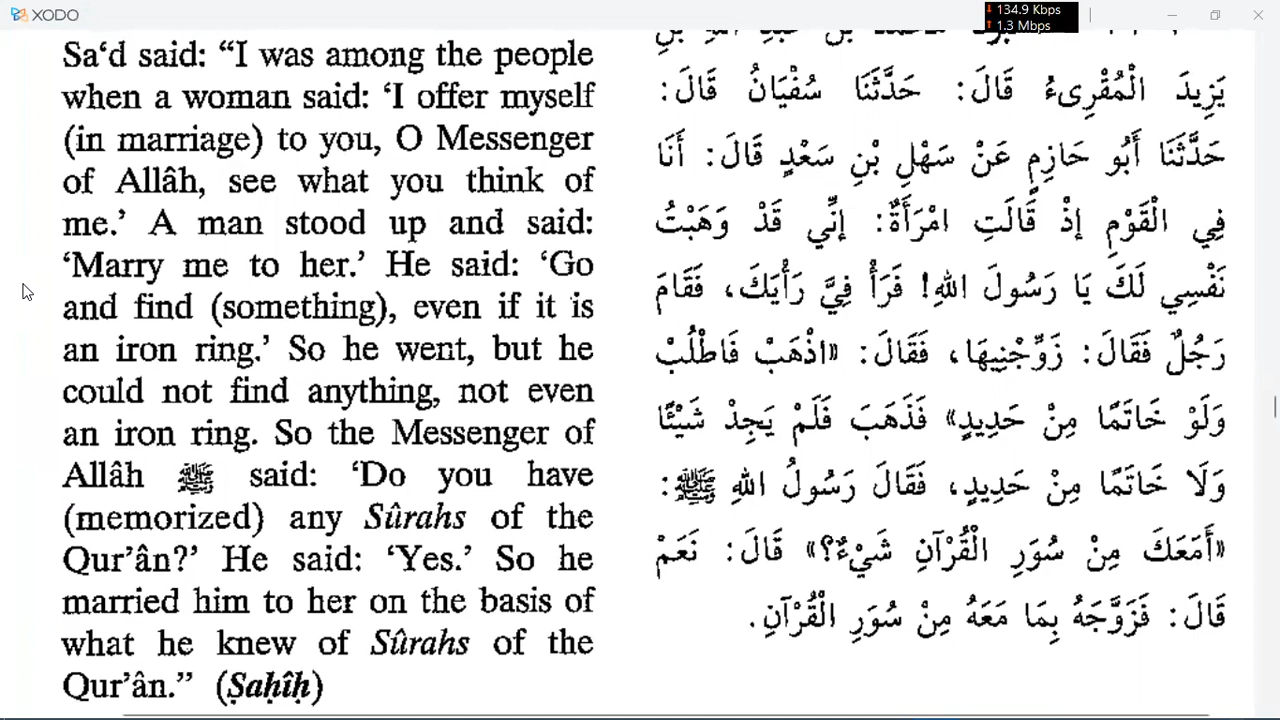 XODO
134.9 Kbps
1.3 Mbps
Sa‘d said: “I was among the people
when a woman said: ‘I offer myself
(in marriage) to you, O Messenger
of Allâh, see what you think of
me.’ A man stood up and said:
‘Marry me to her.’ He said: ‘Go
and find (something), even if it is
an iron ring.’ So he went, but he
could not find anything, not even
an iron ring. So the Messenger of
Allâh ﷺ said: ‘Do you have
(memorized) any Sûrahs of the
Qur’ân?’ He said: ‘Yes.’ So he
married him to her on the basis of
what he knew of Sûrahs of the
Qur’ân.” (Ṣaḥîḥ)
يَزِيدَ الْمُقْرِىءُ قَالَ: حَدَّثَنَا سُفْيَانُ قَالَ:
حَدَّثَنَا أَبُو حَازِمٍ عَنْ سَهْلِ بْنِ سَعْدٍ قَالَ: أَنَا
فِي الْقَوْمِ إِذْ قَالَتِ امْرَأَةٌ: إِنِّي قَدْ وَهَبْتُ
نَفْسِي لَكَ يَا رَسُولَ اللهِ! فَرَأْ فِيَّ رَأْيَكَ، فَقَامَ
رَجُلٌ فَقَالَ: زَوِّجْنِيهَا، فَقَالَ: «اذْهَبْ فَاطْلُبْ
وَلَوْ خَاتَمًا مِنْ حَدِيدٍ» فَذَهَبَ فَلَمْ يَجِدْ شَيْئًا
وَلَا خَاتَمًا مِنْ حَدِيدٍ، فَقَالَ رَسُولُ اللهِ ﷺ:
«أَمَعَكَ مِنْ سُوَرِ الْقُرْآنِ شَيْءٌ؟» قَالَ: نَعَمْ
قَالَ: فَزَوَّجَهُ بِمَا مَعَهُ مِنْ سُوَرِ الْقُرْآنِ.